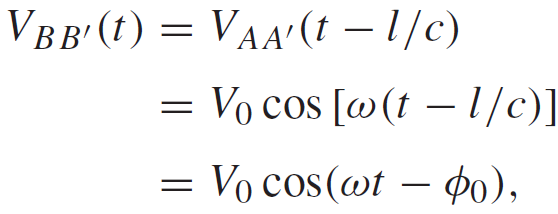 V_{BB'}(t) = V_{AA'}(t − l/c)
= V_0 cos [ω(t − l/c)]
= V_0 cos(ωt − ϕ_0),